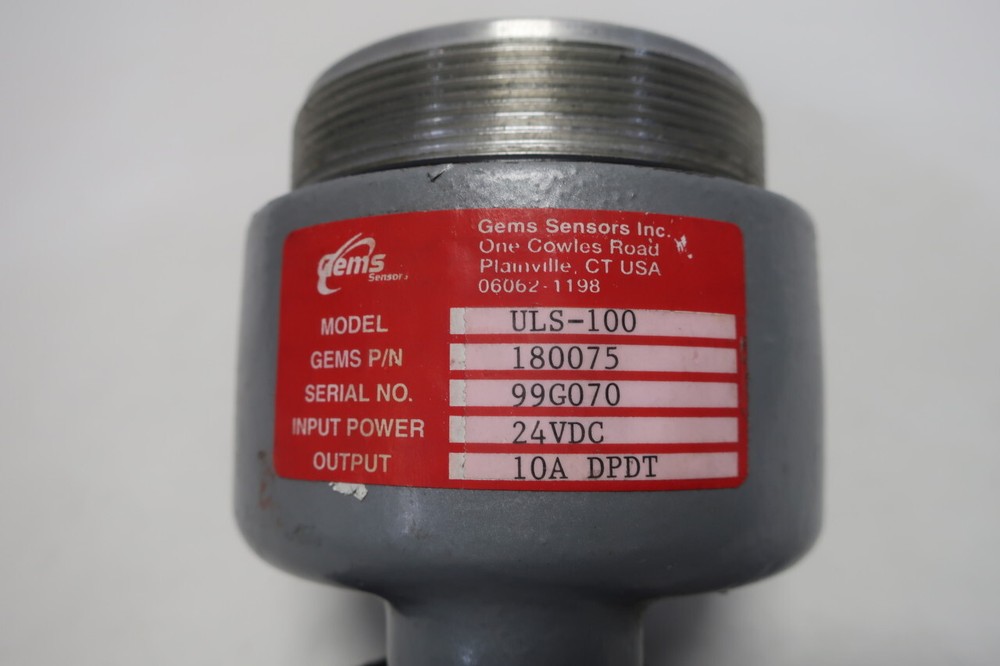 Gems
Sensors
Gems Sensors Inc.
One Cowles Road
Plainville, CT USA
06062-1198
MODEL ULS-100
GEMS P/N 180075
SERIAL NO. 99G070
INPUT POWER 24VDC
OUTPUT 10A DPDT